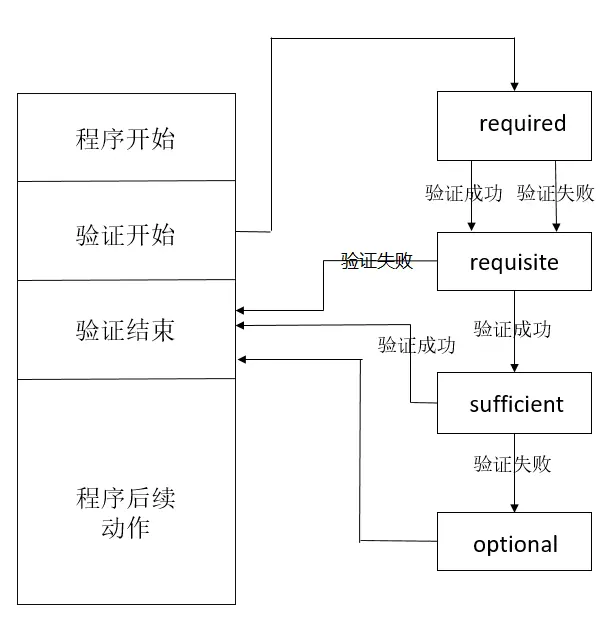 程序开始
验证开始
验证结束
程序后续
动作
required
验证成功
验证失败
requisite
验证失败
验证成功
验证成功
sufficient
验证失败
optional